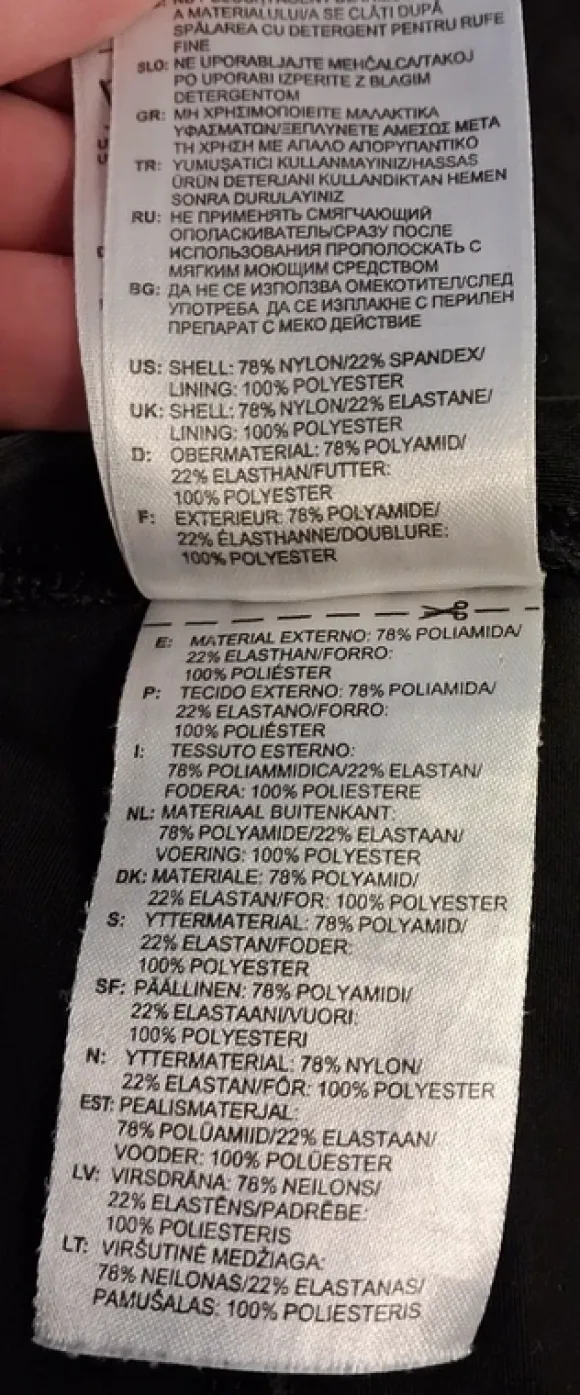 A MATERIALULUI/A SE CLĂTI DUPĂ
SPĂLAREA CU DETERGENT PENTRU RUFE
FINE
SLO: NE UPORABLJAJTE MEHČALCA/TAKOJ
PO UPORABI IZPERITE Z BLAGIM
DETERGENTOM
GR: ΜΗ ΧΡΗΣΙΜΟΠΟΙΕΙΤΕ ΜΑΛΑΚΤΙΚΑ
ΥΦΑΣΜΑΤΩΝ/ΞΕΠΛΥΝΕΤΕ ΑΜΕΣΩΣ ΜΕΤΑ
ΤΗ ΧΡΗΣΗ ΜΕ ΑΠΑΛΟ ΑΠΟΡΥΠΑΝΤΙΚΟ
TR: YUMUŞATICI KULLANMAYINIZ/HASSAS
ÜRÜN DETERJANI KULLANDIKTAN HEMEN
SONRA DURULAYINIZ
RU: НЕ ПРИМЕНЯТЬ СМЯГЧАЮЩИЙ
ОПОЛАСКИВАТЕЛЬ/СРАЗУ ПОСЛЕ
ИСПОЛЬЗОВАНИЯ ПРОПОЛОСКАТЬ С
МЯГКИМ МОЮЩИМ СРЕДСТВОМ
BG: ДА НЕ СЕ ИЗПОЛЗВА ОМЕКОТИТЕЛ/СЛЕД
УПОТРЕБА ДА СЕ ИЗПЛАКНЕ С ПЕРИЛЕН
ПРЕПАРАТ С МЕКО ДЕЙСТВИЕ
US: SHELL: 78% NYLON/22% SPANDEX/
LINING: 100% POLYESTER
UK: SHELL: 78% NYLON/22% ELASTANE/
LINING: 100% POLYESTER
D: OBERMATERIAL: 78% POLYAMID/
22% ELASTHAN/FUTTER:
100% POLYESTER
F: EXTERIEUR: 78% POLYAMIDE/
22% ÉLASTHANNE/DOUBLURE:
100% POLYESTER
E: MATERIAL EXTERNO: 78% POLIAMIDA/
22% ELASTHAN/FORRO:
100% POLIÉSTER
P: TECIDO EXTERNO: 78% POLIAMIDA/
22% ELASTANO/FORRO:
100% POLIÉSTER
I: TESSUTO ESTERNO:
78% POLIAMMIDICA/22% ELASTAN/
FODERA: 100% POLIESTERE
NL: MATERIAAL BUITENKANT:
78% POLYAMIDE/22% ELASTAAN/
VOERING: 100% POLYESTER
DK: MATERIALE: 78% POLYAMID/
22% ELASTAN/FOR: 100% POLYESTER
S: YTTERMATERIAL: 78% POLYAMID/
22% ELASTAN/FODER:
100% POLYESTER
SF: PÄÄLLINEN: 78% POLYAMIDI/
22% ELASTAANI/VUORI:
100% POLYESTERI
N: YTTERMATERIAL: 78% NYLON/
22% ELASTAN/FÖR: 100% POLYESTER
EST: PEALISMATERJAL:
78% POLÜAMIID/22% ELASTAAN/
VOODER: 100% POLÜESTER
LV: VIRSDRĀNA: 78% NEILONS/
22% ELASTĒNS/PADRĒBE:
100% POLIESTERIS
LT: VIRŠUTINĖ MEDŽIAGA:
78% NEILONAS/22% ELASTANAS/
PAMUŠALAS: 100% POLIESTERIS